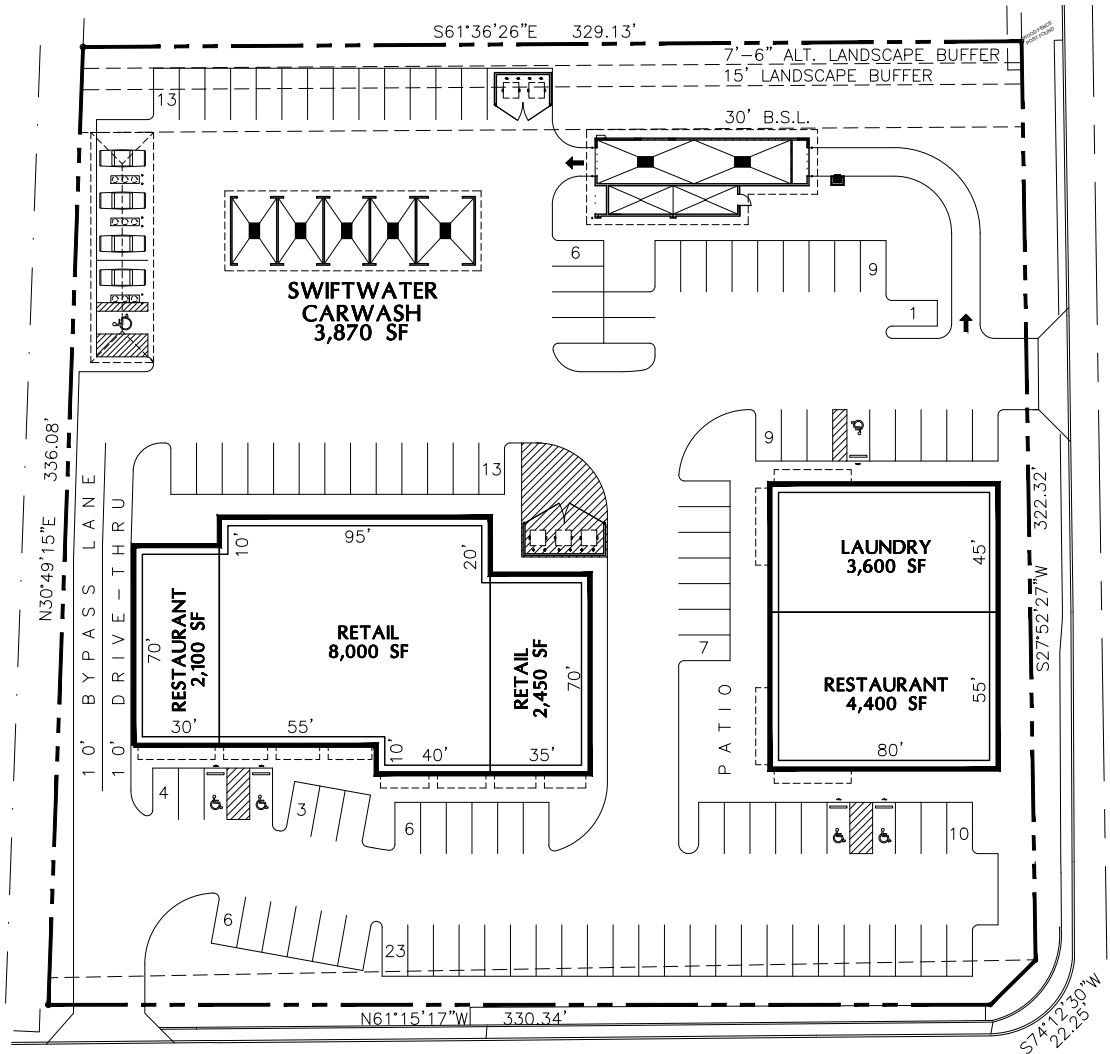 S61°36'26"E 329.13'
WOOD FENCE
POST FOUND
7'-6" ALT. LANDSCAPE BUFFER
15' LANDSCAPE BUFFER
13
30' B.S.L.
6
9
1
SWIFTWATER
CARWASH
3,870 SF
N30°49'15"E 336.08'
10' BYPASS LANE
10' DRIVE-THRU
13
9
S27°52'27"W 322.32'
10'
95'
20'
70'
RESTAURANT
2,100 SF
RETAIL
8,000 SF
RETAIL
2,450 SF
70'
30'
55'
10'
40'
35'
7
PATIO
LAUNDRY
3,600 SF
45'
RESTAURANT
4,400 SF
55'
80'
4
3
6
10
6
23
N61°15'17"W 330.34'
S74°12'30"W
22.25'